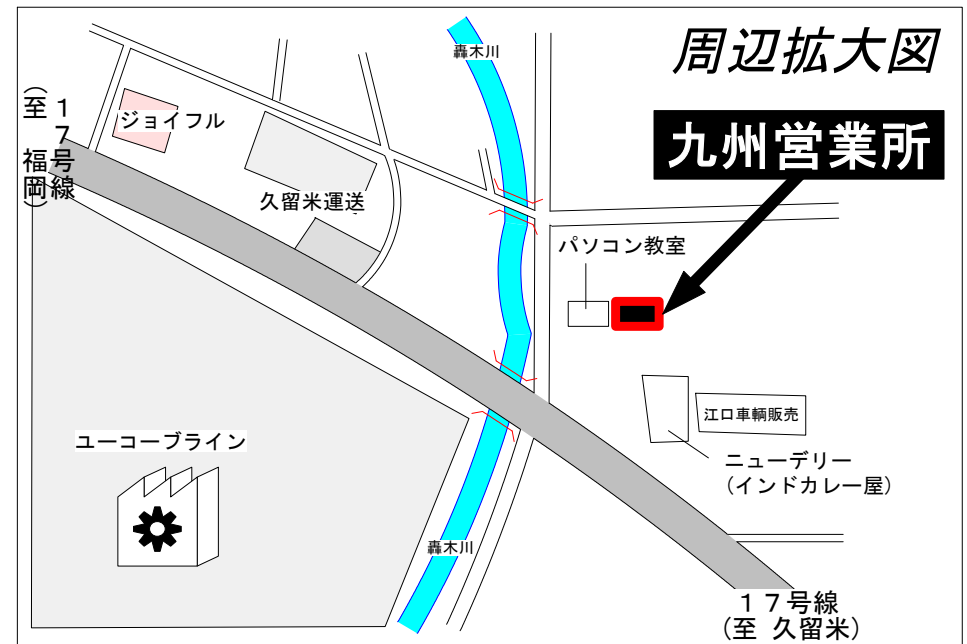 周辺拡大図
轟木川
九州営業所
１７号線
(至 福岡)
ジョイフル
久留米運送
パソコン教室
江口車輌販売
ユーコーブライン
ニューデリー
(インドカレー屋)
轟木川
１７号線
(至 久留米)